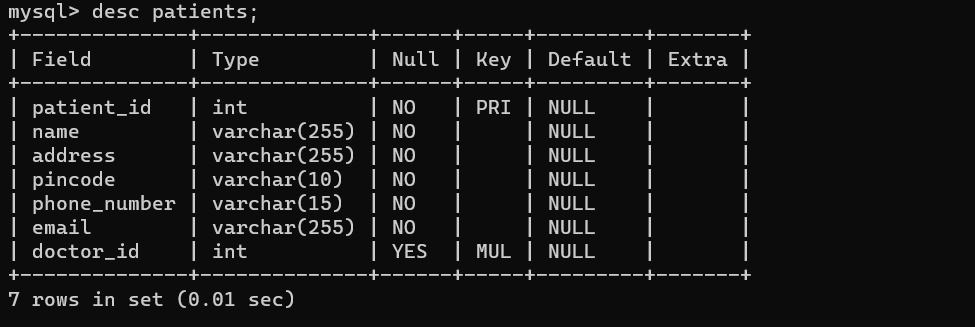 mysql> desc patients;
+--------------+--------------+------+-----+---------+-------+
| Field        | Type         | Null | Key | Default | Extra |
+--------------+--------------+------+-----+---------+-------+
| patient_id   | int          | NO   | PRI | NULL    |       |
| name         | varchar(255) | NO   |     | NULL    |       |
| address      | varchar(255) | NO   |     | NULL    |       |
| pincode      | varchar(10)  | NO   |     | NULL    |       |
| phone_number | varchar(15)  | NO   |     | NULL    |       |
| email        | varchar(255) | NO   |     | NULL    |       |
| doctor_id    | int          | YES  | MUL | NULL    |       |
+--------------+--------------+------+-----+---------+-------+
7 rows in set (0.01 sec)